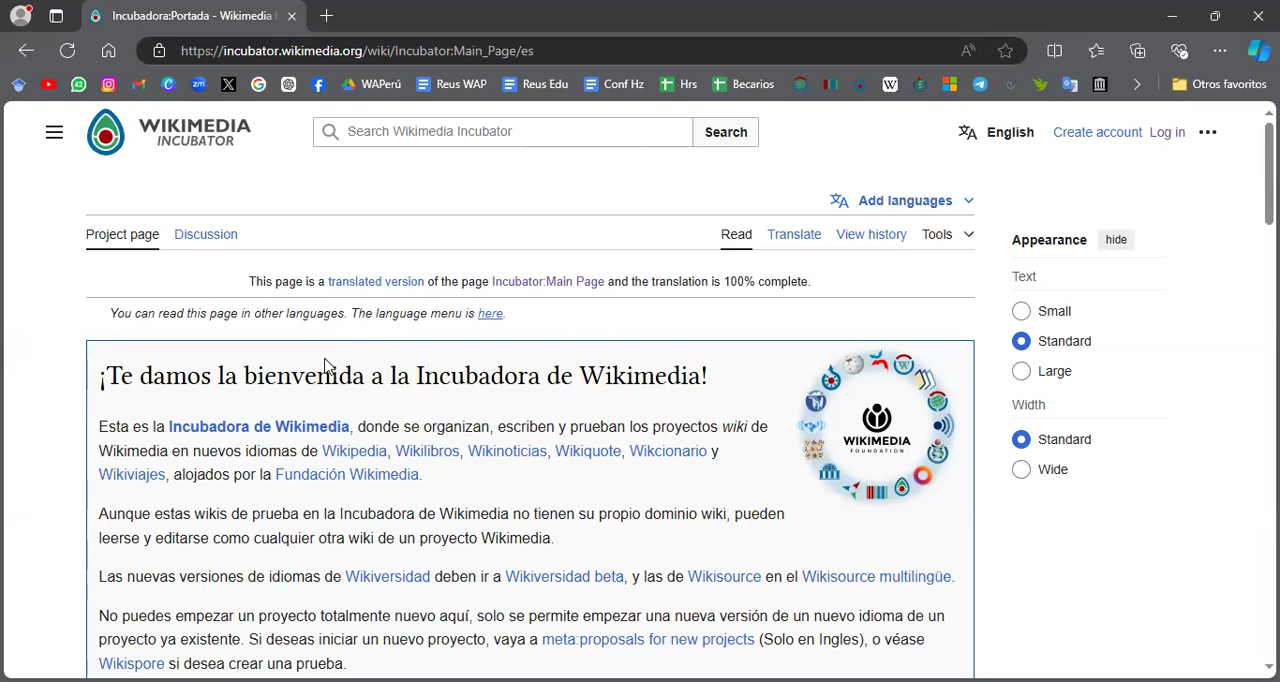 Incubadora:Portada - Wikimedia
https://incubator.wikimedia.org/wiki/Incubator:Main_Page/es
WAPerú
Reus WAP
Reus Edu
Conf Hz
Hrs
Becarios
Otros favoritos
WIKIMEDIA
INCUBATOR
Search Wikimedia Incubator
Search
English
Create account
Log in
Add languages
Project page
Discussion
Read
Translate
View history
Tools
This page is a translated version of the page Incubator:Main Page and the translation is 100% complete.
You can read this page in other languages. The language menu is here.
¡Te damos la bienvenida a la Incubadora de Wikimedia!
Esta es la Incubadora de Wikimedia, donde se organizan, escriben y prueban los proyectos wiki de
Wikimedia en nuevos idiomas de Wikipedia, Wikilibros, Wikinoticias, Wikiquote, Wikcionario y
Wikiviajes, alojados por la Fundación Wikimedia.
Aunque estas wikis de prueba en la Incubadora de Wikimedia no tienen su propio dominio wiki, pueden
leerse y editarse como cualquier otra wiki de un proyecto Wikimedia.
Las nuevas versiones de idiomas de Wikiversidad deben ir a Wikiversidad beta, y las de Wikisource en el Wikisource multilingüe.
No puedes empezar un proyecto totalmente nuevo aquí, solo se permite empezar una nueva versión de un nuevo idioma de un
proyecto ya existente. Si deseas iniciar un nuevo proyecto, vaya a meta:proposals for new projects (Solo en Ingles), o véase
Wikispore si desea crear una prueba.
WIKIMEDIA
FOUNDATION
Appearance
hide
Text
Small
Standard
Large
Width
Standard
Wide